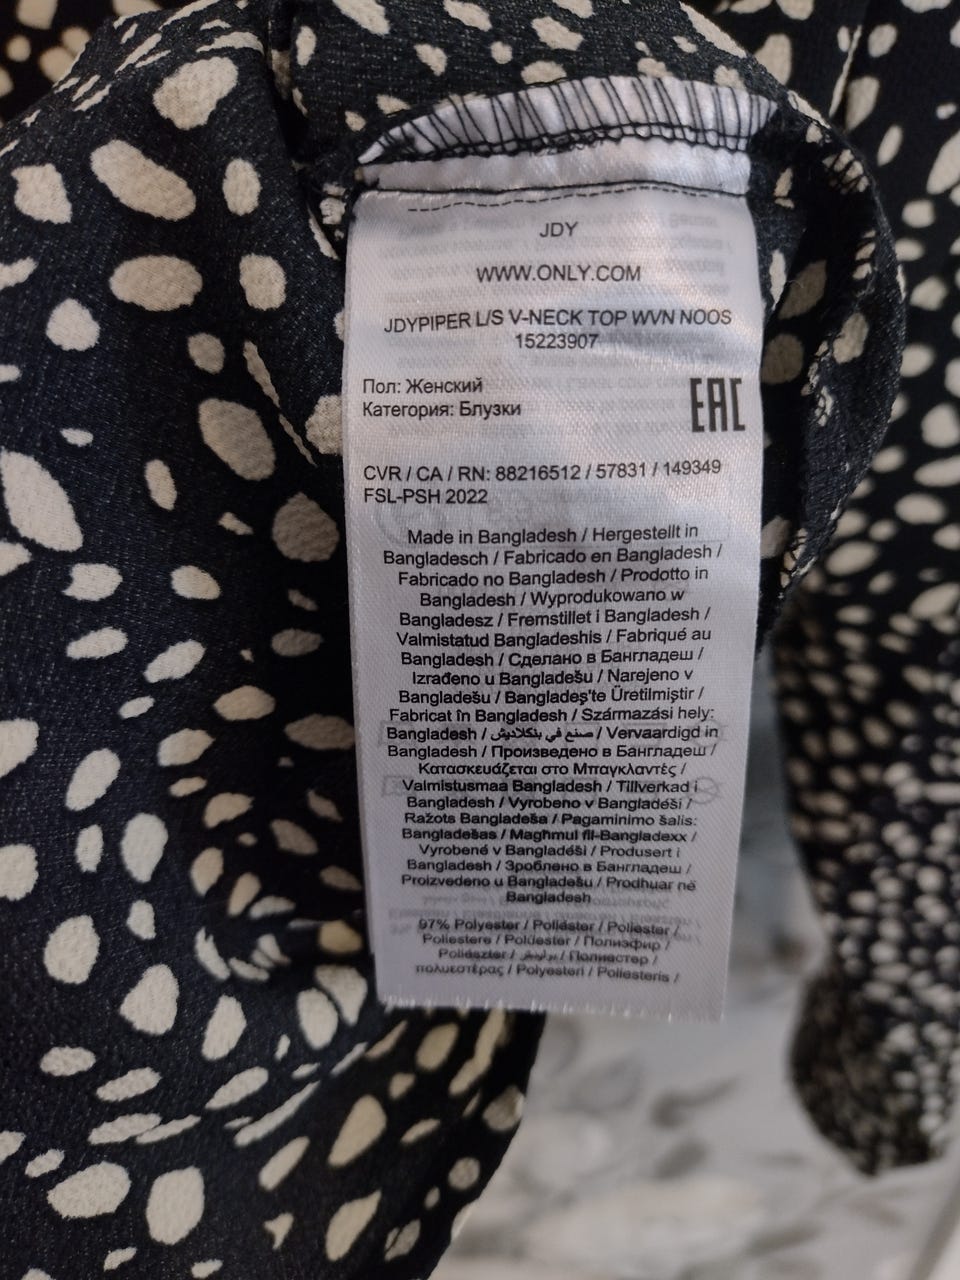 JDY
WWW.ONLY.COM
JDYPIPER L/S V-NECK TOP WVN NOOS
15223907
Пол: Женский
Категория: Блузки
EAC
CVR / CA / RN: 88216512 / 57831 / 149349
FSL-PSH 2022
Made in Bangladesh / Hergestellt in
Bangladesch / Fabricado en Bangladesh /
Fabricado no Bangladesh / Prodotto in
Bangladesh / Wyprodukowano w
Bangladesz / Fremstillet i Bangladesh /
Valmistatud Bangladeshis / Fabriqué au
Bangladesh / Сделано в Бангладеш /
Izrađeno u Bangladešu / Narejeno v
Bangladešu / Bangladeş'te Üretilmiştir /
Fabricat în Bangladesh / Származási hely:
Bangladesh / صنع في بنكلاديش / Vervaardigd in
Bangladesh / Произведено в Бангладеш /
Κατασκευάζεται στο Μπαγκλαντές /
Valmistusmaa Bangladesh / Tillverkad i
Bangladesh / Vyrobeno v Bangladéši /
Ražots Bangladeša / Pagaminimo šalis:
Bangladešas / Magħmul fil-Bangladexx /
Vyrobené v Bangladéši / Produsert i
Bangladesh / Зроблено в Бангладеш /
Proizvedeno u Bangladešu / Prodhuar në
Bangladesh
97% Polyester / Poliéster / Poliester /
Poliestere / Polüester / Полиэфир /
Poliészter / بوليستر / Полиестер /
πολυεστέρας / Polyesteri / Poliesteris /